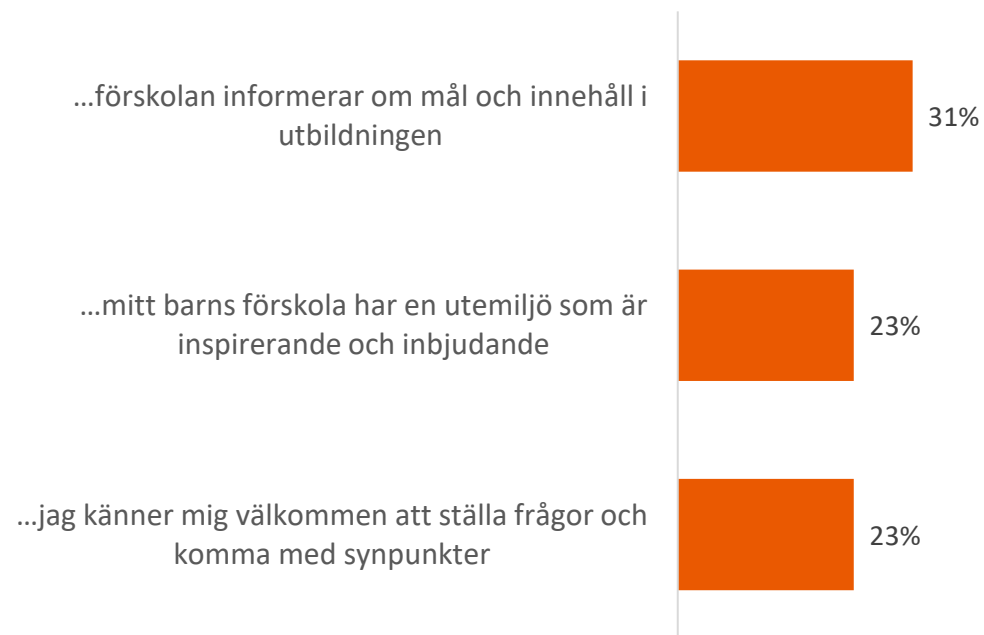 ...förskolan informerar om mål och innehåll i
utbildningen
31%
...mitt barns förskola har en utemiljö som är
inspirerande och inbjudande
23%
...jag känner mig välkommen att ställa frågor och
komma med synpunkter
23%